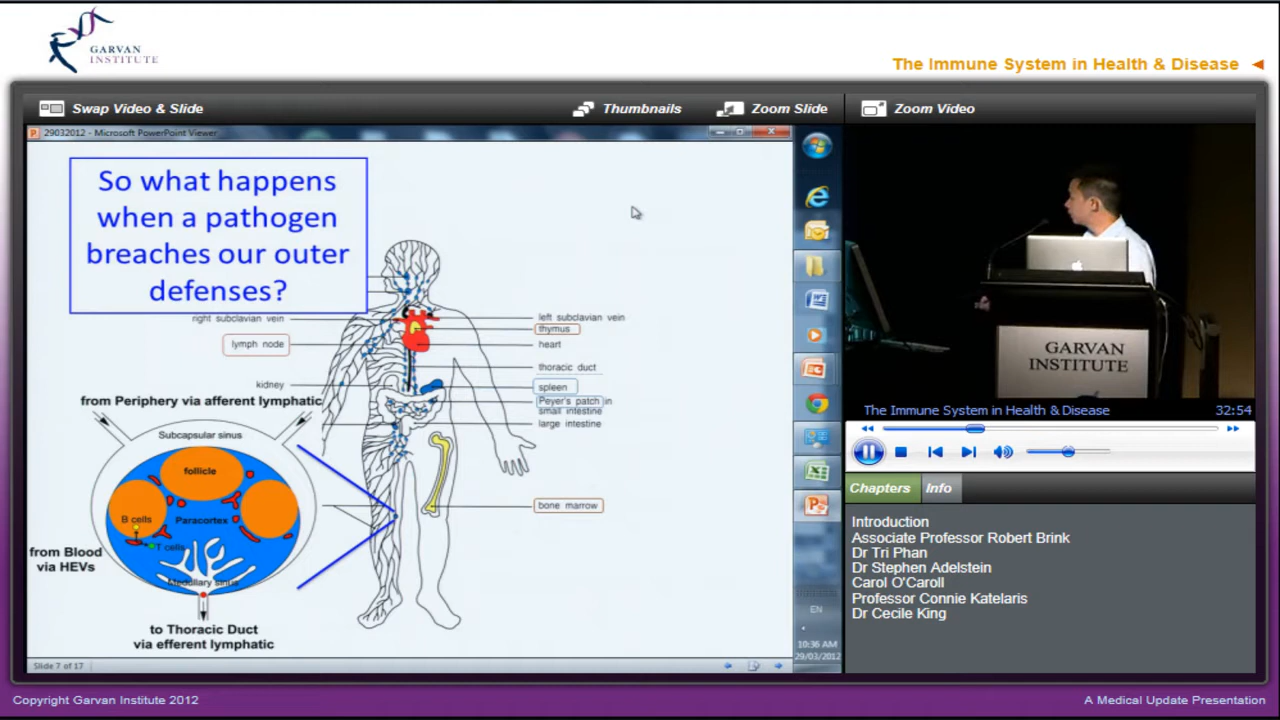 GARVAN
INSTITUTE
The Immune System in Health & Disease
Swap Video & Slide
Thumbnails
Zoom Slide
Zoom Video
29032012 - Microsoft PowerPoint Viewer
So what happens
when a pathogen
breaches our outer
defenses?
right subclavian vein
lymph node
kidney
left subclavian vein
thymus
heart
thoracic duct
spleen
Peyer's patch in
small intestine
large intestine
bone marrow
from Periphery via afferent lymphatic
Subcapsular sinus
follicle
B cells
Paracortex
T cells
from Blood
via HEVs
Medullary sinus
to Thoracic Duct
via efferent lymphatic
Slide 7 of 17
EN
10:36 AM
29/03/2012
GARVAN
INSTITUTE
The Immune System in Health & Disease
32:54
Chapters
Info
Introduction
Associate Professor Robert Brink
Dr Tri Phan
Dr Stephen Adelstein
Carol O'Caroll
Professor Connie Katelaris
Dr Cecile King
Copyright Garvan Institute 2012
A Medical Update Presentation